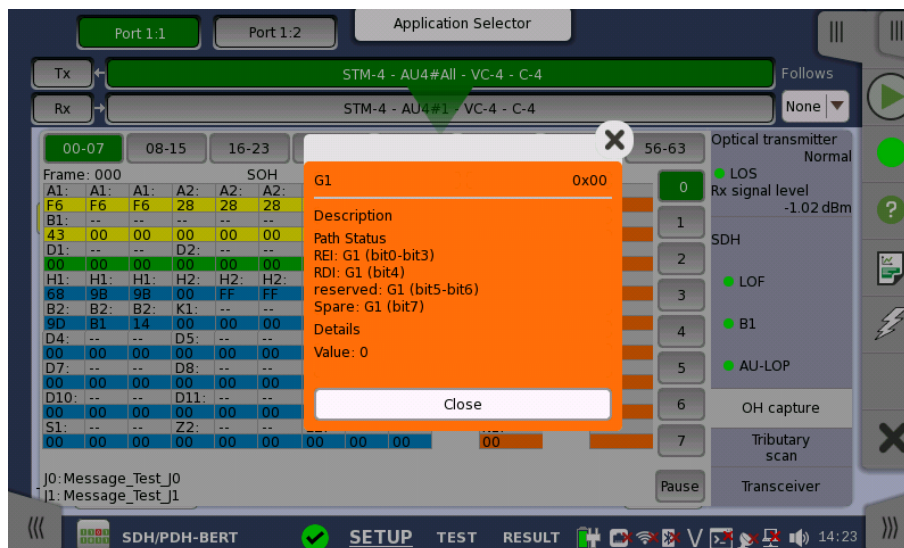 Application Selector
Port 1:1 Port 1:2
Tx STM-4 - AU4#All - VC-4 - C-4 Follows
Rx STM-4 - AU4#1 - VC-4 - C-4 None
00-07 08-15 16-23 56-63
Frame: 000 SOH
A1: A1: A1: A2: A2: A2:
F6 F6 F6 28 28 28
B1: -- -- -- -- --
43 00 00 00 00 00
D1: -- -- D2: -- --
00 00 00 00 00 00
H1: H1: H1: H2: H2: H2:
68 9B 9B 00 FF FF
B2: B2: B2: K1: -- --
9D B1 14 00 00 00
D4: -- -- D5: -- --
00 00 00 00 00 00
D7: -- -- D8: -- --
00 00 00 00 00 00
D10: -- -- D11: -- --
00 00 00 00 00 00
S1: -- -- Z2: -- --
00 00 00 00 00 00 00 00 00 00
J0: Message_Test_J0
J1: Message_Test_J1
G1 0x00
Description
Path Status
REI: G1 (bit0-bit3)
RDI: G1 (bit4)
reserved: G1 (bit5-bit6)
Spare: G1 (bit7)
Details
Value: 0
Close
0
1
2
3
4
5
6
7
Pause
Optical transmitter
Normal
LOS
Rx signal level
-1.02 dBm
SDH
LOF
B1
AU-LOP
OH capture
Tributary
scan
Transceiver
SDH/PDH-BERT SETUP TEST RESULT 14:23